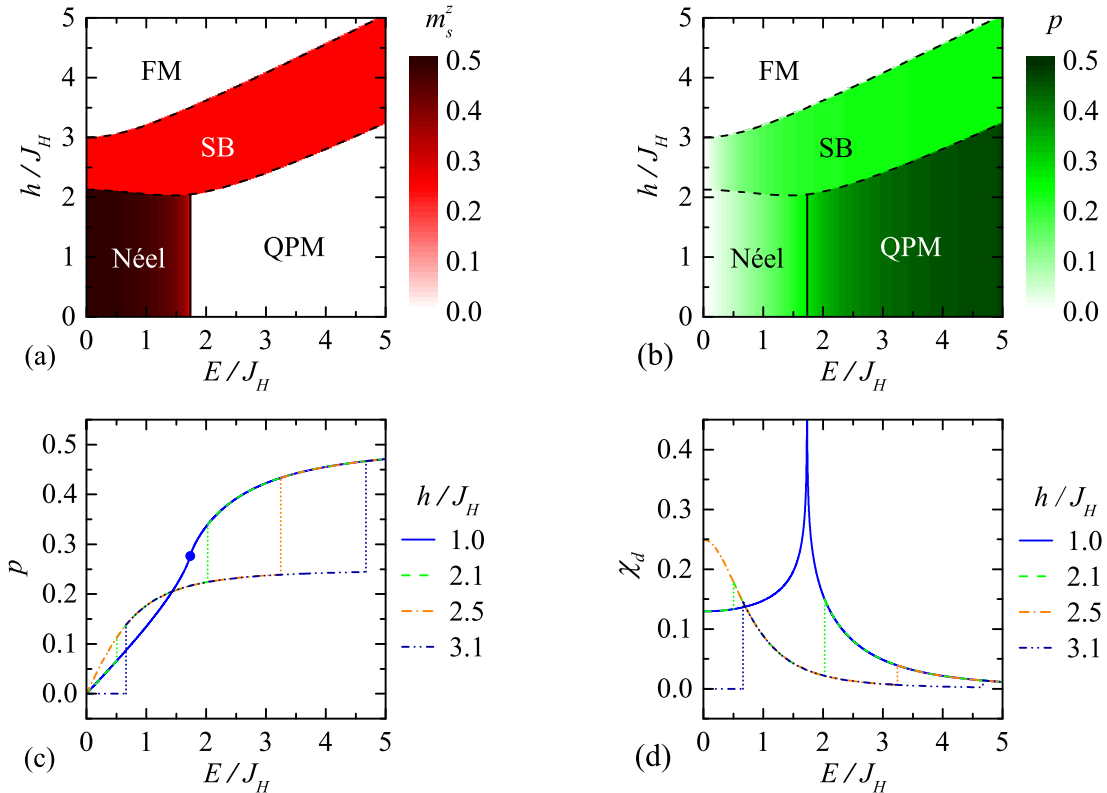 5
4
3
2
1
0
h / J_H
FM
SB
Néel
QPM
0 1 2 3 4 5
E / J_H
(a)
m_s^z
0.5
0.4
0.3
0.2
0.1
0.0
5
4
3
2
1
0
h / J_H
FM
SB
Néel
QPM
0 1 2 3 4 5
E / J_H
(b)
p
0.5
0.4
0.3
0.2
0.1
0.0
0.5
0.4
0.3
0.2
0.1
0.0
p
0 1 2 3 4 5
E / J_H
(c)
h / J_H
1.0
2.1
2.5
3.1
0.4
0.3
0.2
0.1
0.0
χ_d
0 1 2 3 4 5
E / J_H
(d)
h / J_H
1.0
2.1
2.5
3.1